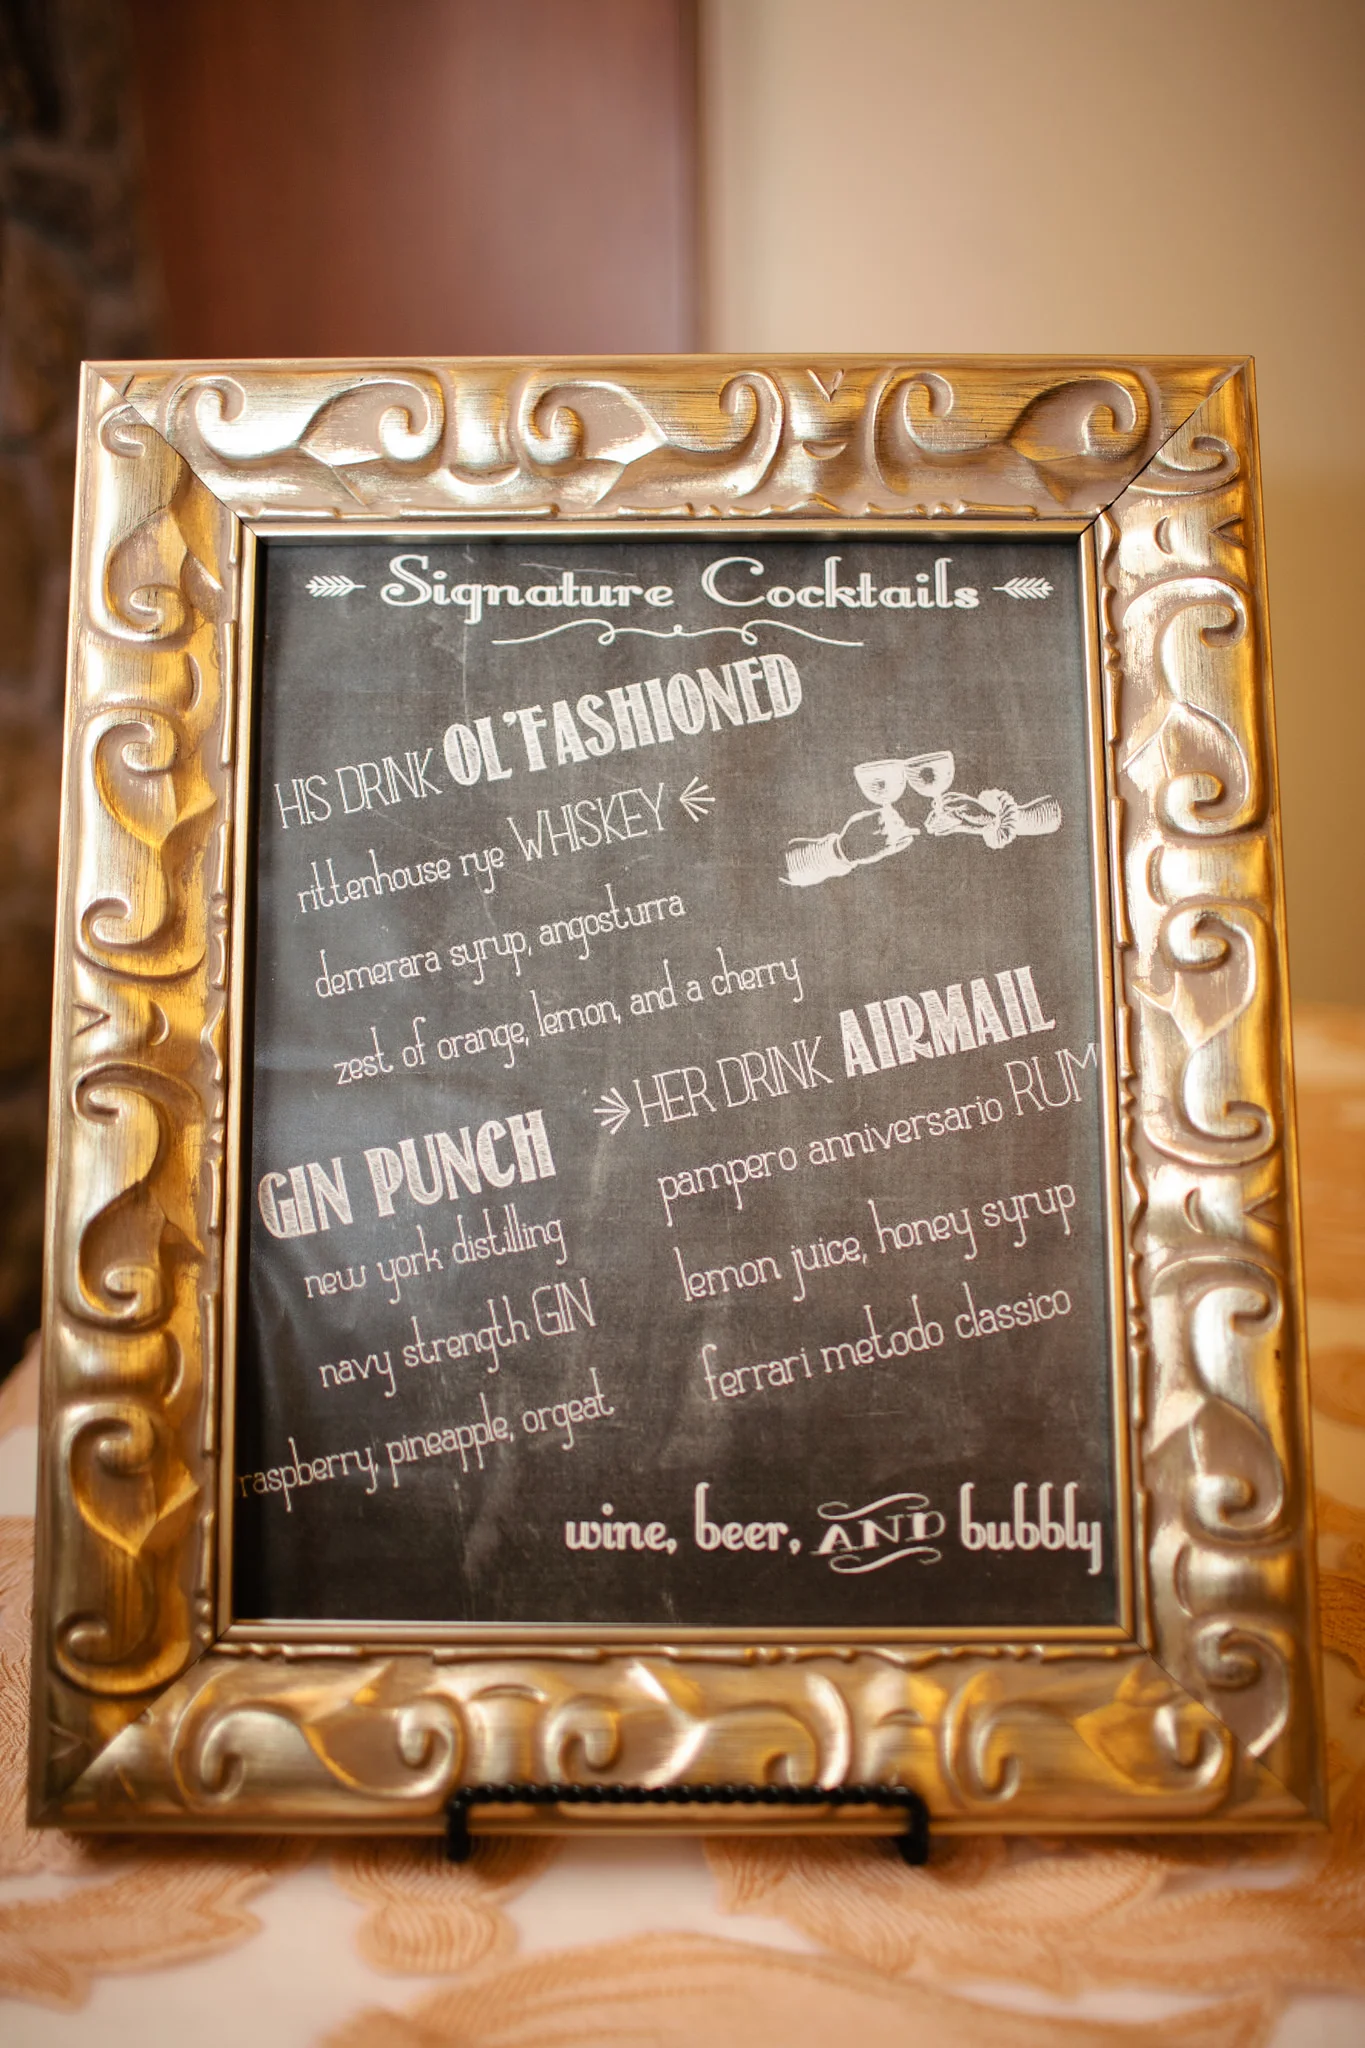 Signature Cocktails
HIS DRINK OL'FASHIONED
rittenhouse rye WHISKEY
demerara syrup, angosturra
zest of orange, lemon, and a cherry
HER DRINK AIRMAIL
pampero anniversario RUM
lemon juice, honey syrup
ferrari metodo classico
GIN PUNCH
new york distilling
navy strength GIN
raspberry, pineapple, orgeat
wine, beer, AND bubbly